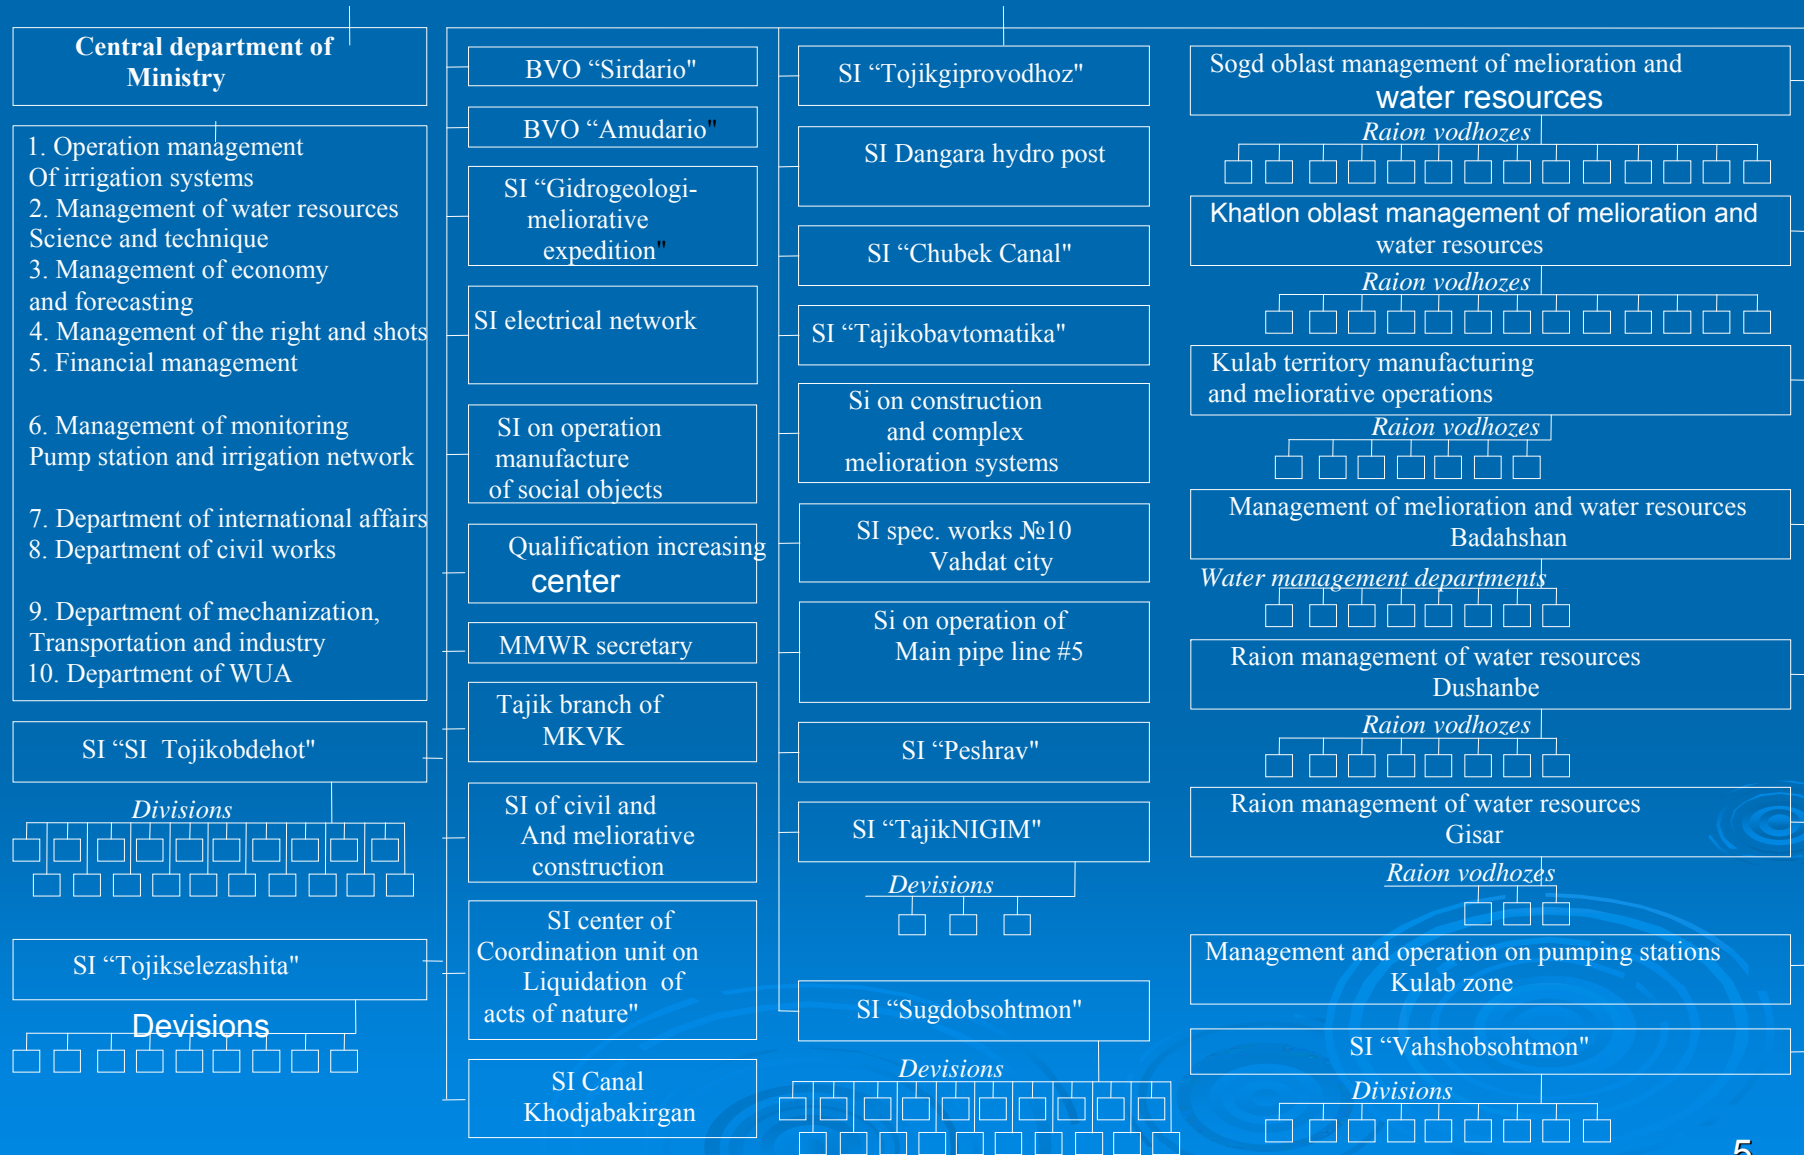 Central department of
Ministry
1. Operation management
Of irrigation systems
2. Management of water resources
Science and technique
3. Management of economy
and forecasting
4. Management of the right and shots
5. Financial management
6. Management of monitoring
Pump station and irrigation network
7. Department of international affairs
8. Department of civil works
9. Department of mechanization,
Transportation and industry
10. Department of WUA
SI “SI Tojikobdehot"
Divisions
SI “Tojikselezashita"
Devisions
BVO “Sirdario"
BVO “Amudario"
SI “Gidrogeologi-
meliorative
expedition"
SI electrical network
SI on operation
manufacture
of social objects
Qualification increasing
center
MMWR secretary
Tajik branch of
MKVK
SI of civil and
And meliorative
construction
SI center of
Coordination unit on
Liquidation of
acts of nature"
SI Canal
Khodjabakirgan
SI “Tojikgiprovodhoz"
SI Dangara hydro post
SI “Chubek Canal"
SI “Tajikobavtomatika"
Si on construction
and complex
melioration systems
SI spec. works №10
Vahdat city
Si on operation of
Main pipe line #5
SI “Peshrav"
SI “TajikNIGIM"
Devisions
SI “Sugdobsohtmon"
Devisions
Sogd oblast management of melioration and
water resources
Raion vodhozes
Khatlon oblast management of melioration and
water resources
Raion vodhozes
Kulab territory manufacturing
and meliorative operations
Raion vodhozes
Management of melioration and water resources
Badahshan
Water management departments
Raion management of water resources
Dushanbe
Raion vodhozes
Raion management of water resources
Gisar
Raion vodhozes
Management and operation on pumping stations
Kulab zone
SI “Vahshobsohtmon"
Divisions
5